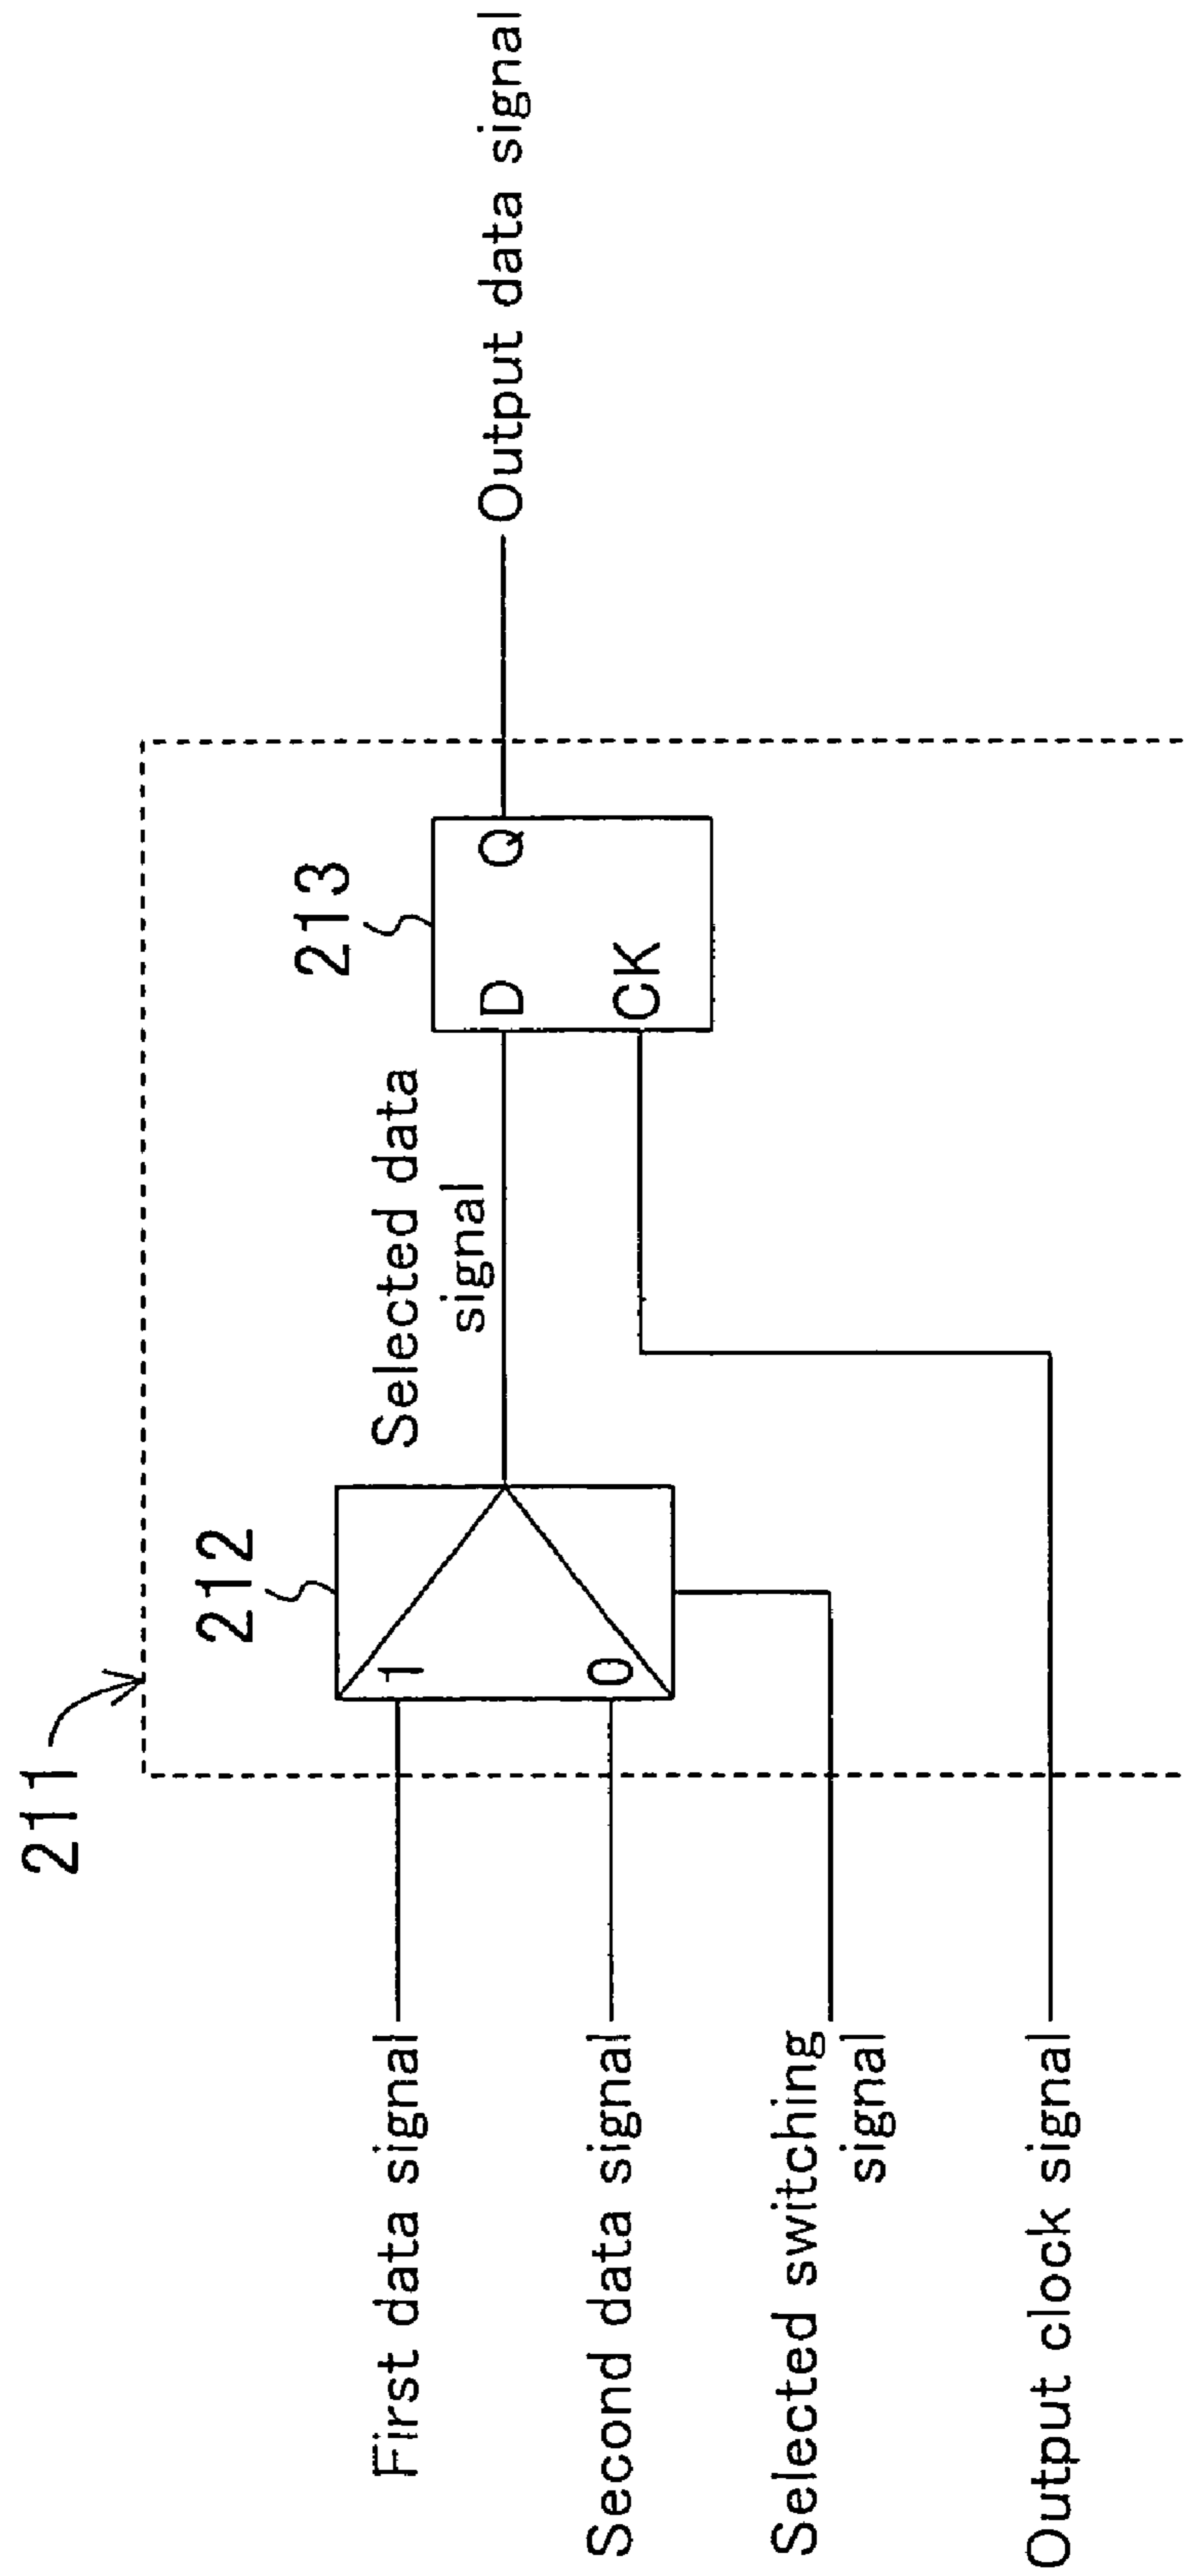 211
212
213
First data signal
1
Selected data
signal
D
Q
Output data signal
Second data signal
0
CK
Selected switching
signal
Output clock signal